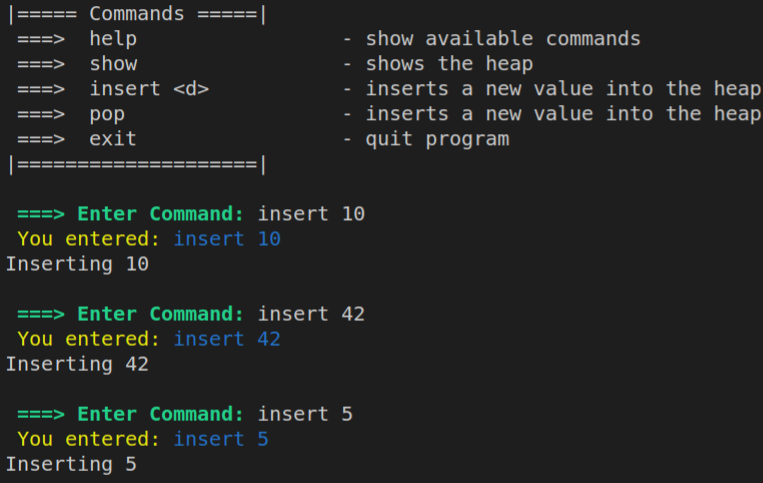 |===== Commands =====|
===> help - show available commands
===> show - shows the heap
===> insert <d> - inserts a new value into the heap
===> pop - inserts a new value into the heap
===> exit - quit program
|====================|
===> Enter Command: insert 10
You entered: insert 10
Inserting 10
===> Enter Command: insert 42
You entered: insert 42
Inserting 42
===> Enter Command: insert 5
You entered: insert 5
Inserting 5